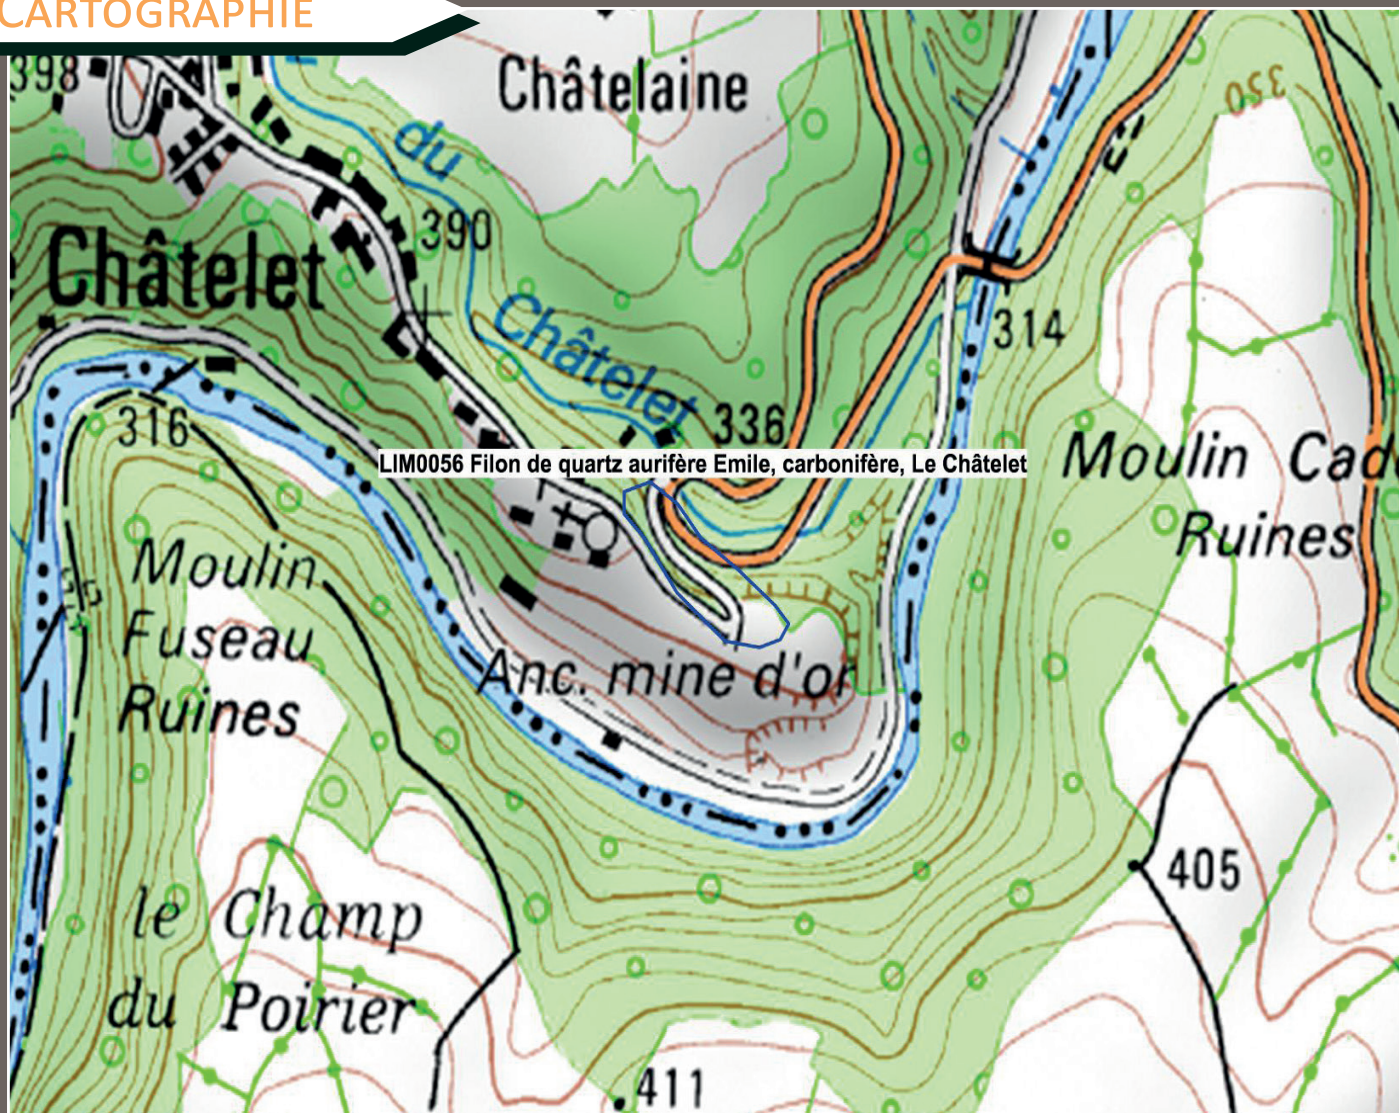 CARTOGRAPHIE
398
Châtelaine
350
du
390
Châtelet
Châtelet
314
336
316
LIM0056 Filon de quartz aurifère Emile, carbonifère, Le Châtelet
Moulin Cad
Ruines
Moulin
Fuseau
Ruines
Anc. mine d'or
405
le Champ
du Poirier
411